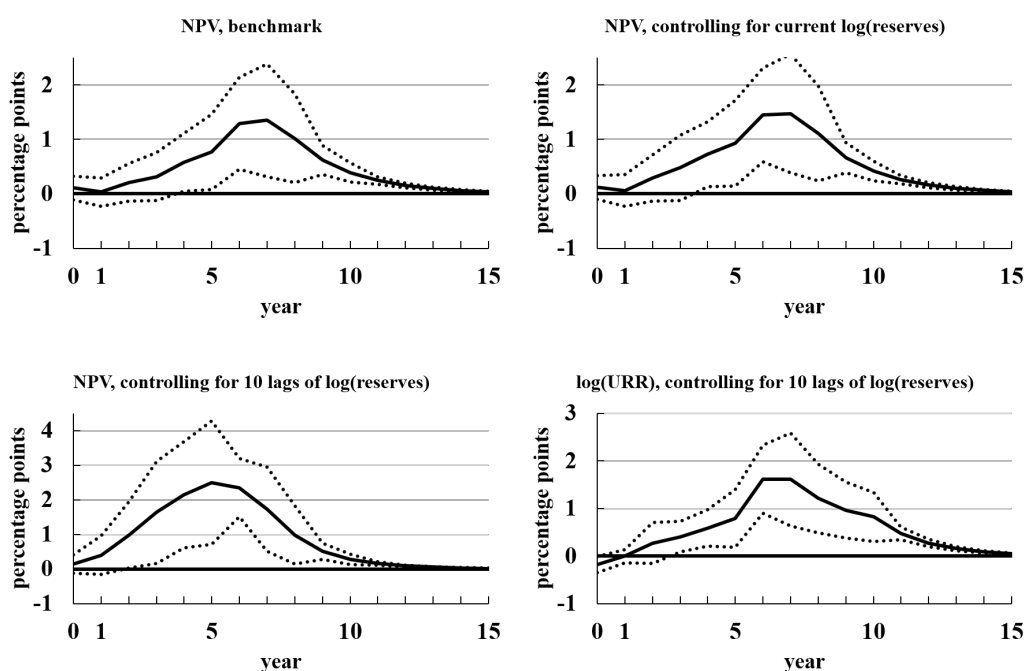 NPV, benchmark
percentage points
2
1
0
-1
0 1 5 10 15
year
NPV, controlling for current log(reserves)
percentage points
2
1
0
-1
0 1 5 10 15
year
NPV, controlling for 10 lags of log(reserves)
percentage points
4
3
2
1
0
-1
0 1 5 10 15
year
log(URR), controlling for 10 lags of log(reserves)
percentage points
3
2
1
0
-1
0 1 5 10 15
year